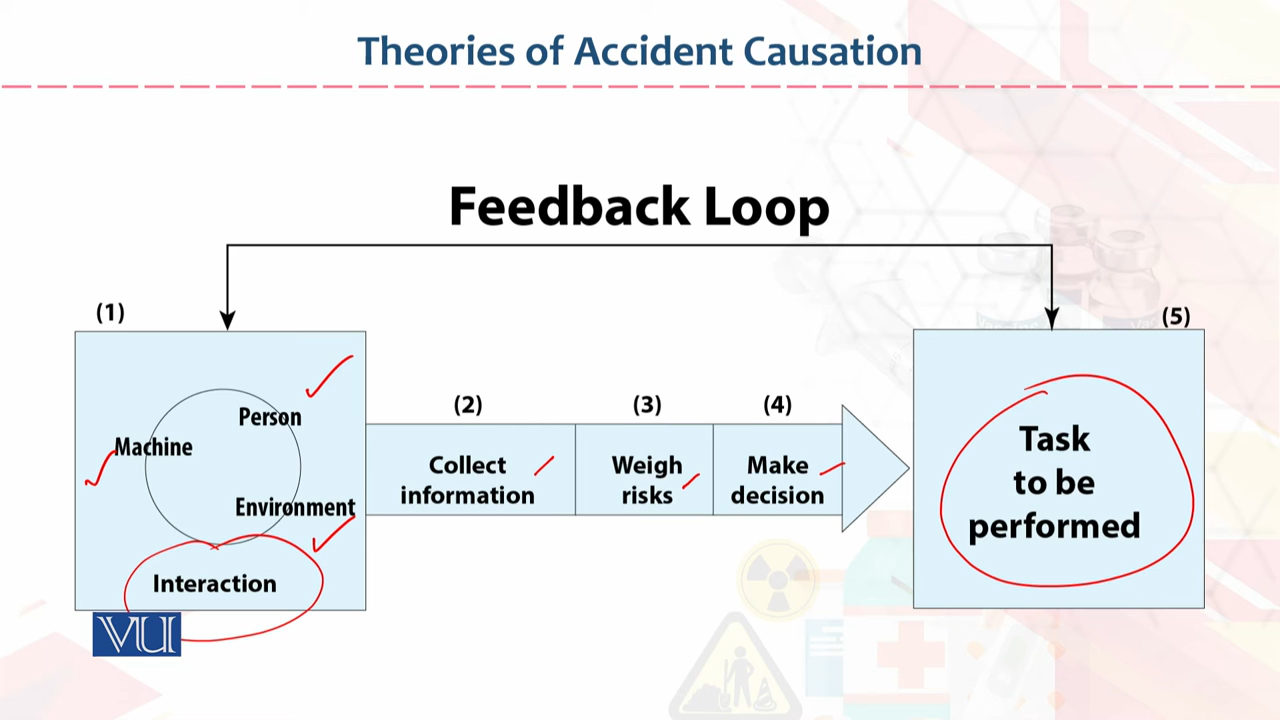 Theories of Accident Causation
Feedback Loop
(1)
(5)
Person
Machine
Environment
Interaction
(2)
(3)
(4)
Collect
information
Weigh
risks
Make
decision
Task
to be
performed
VU